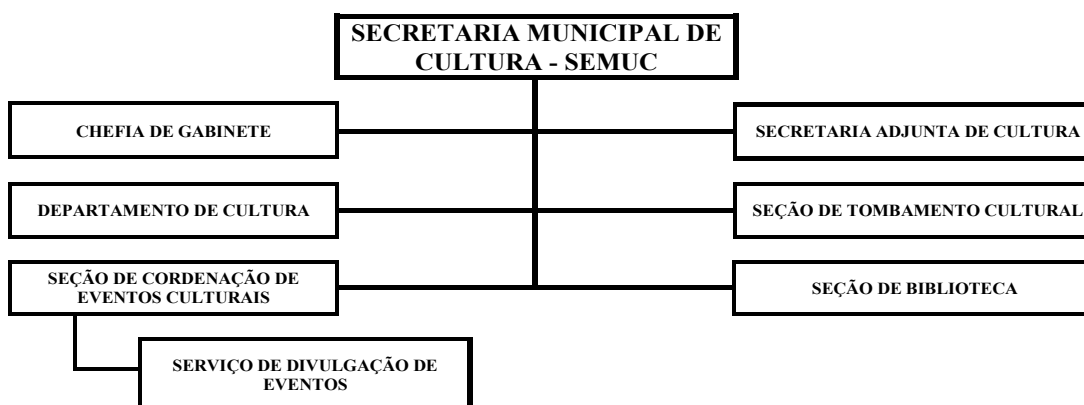 SECRETARIA MUNICIPAL DE
CULTURA - SEMUC
CHEFIA DE GABINETE
SECRETARIA ADJUNTA DE CULTURA
DEPARTAMENTO DE CULTURA
SEÇÃO DE TOMBAMENTO CULTURAL
SEÇÃO DE CORDENAÇÃO DE
EVENTOS CULTURAIS
SEÇÃO DE BIBLIOTECA
SERVIÇO DE DIVULGAÇÃO DE
EVENTOS